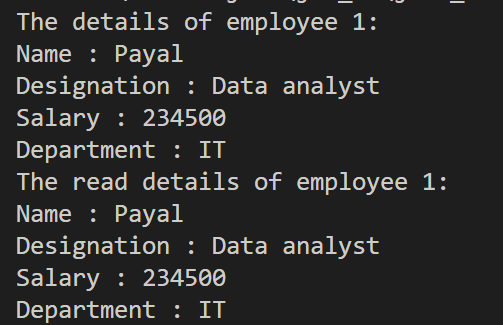 The details of employee 1:
Name : Payal
Designation : Data analyst
Salary : 234500
Department : IT
The read details of employee 1:
Name : Payal
Designation : Data analyst
Salary : 234500
Department : IT